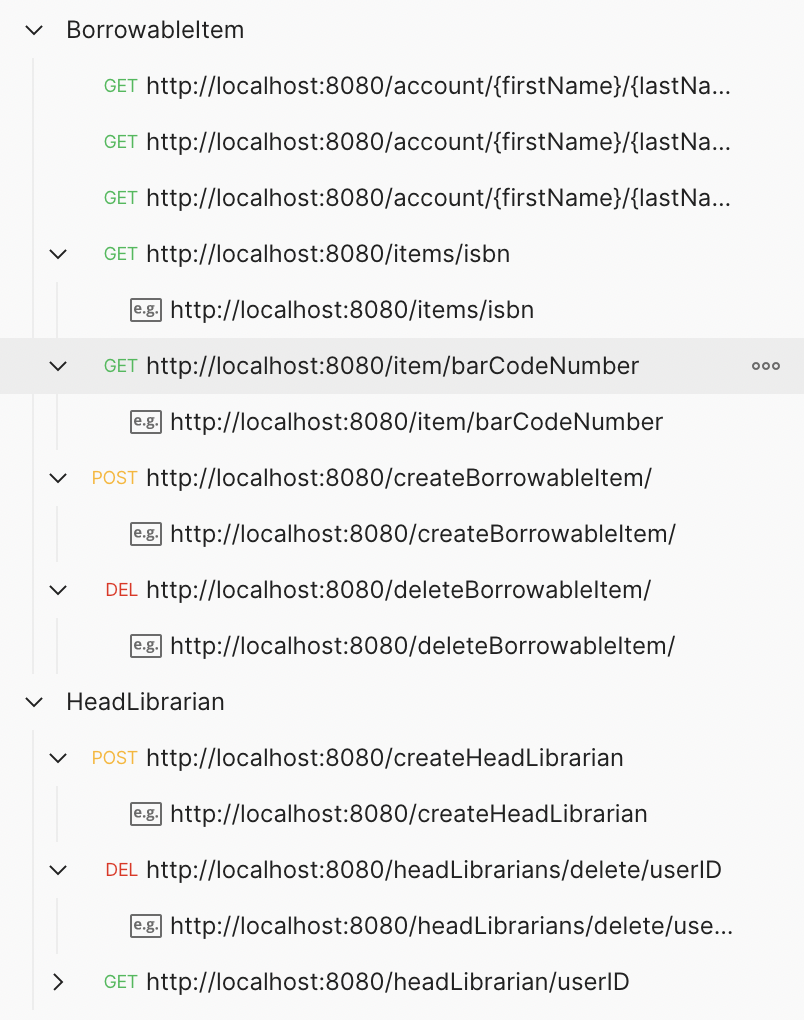 BorrowableItem
GET http://localhost:8080/account/{firstName}/{lastNa...
GET http://localhost:8080/account/{firstName}/{lastNa...
GET http://localhost:8080/account/{firstName}/{lastNa...
GET http://localhost:8080/items/isbn
e.g. http://localhost:8080/items/isbn
GET http://localhost:8080/item/barCodeNumber
e.g. http://localhost:8080/item/barCodeNumber
POST http://localhost:8080/createBorrowableItem/
e.g. http://localhost:8080/createBorrowableItem/
DEL http://localhost:8080/deleteBorrowableItem/
e.g. http://localhost:8080/deleteBorrowableItem/
HeadLibrarian
POST http://localhost:8080/createHeadLibrarian
e.g. http://localhost:8080/createHeadLibrarian
DEL http://localhost:8080/headLibrarians/delete/userID
e.g. http://localhost:8080/headLibrarians/delete/use...
GET http://localhost:8080/headLibrarian/userID